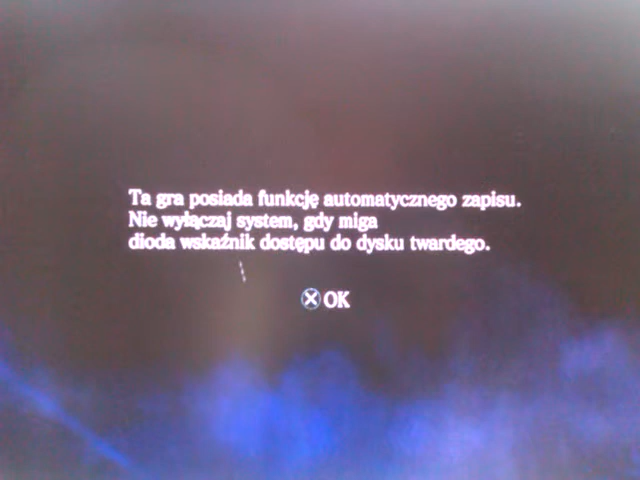 Ta gra posiada funkcję automatycznego zapisu.
Nie wyłączaj system, gdy miga
dioda wskaźnik dostępu do dysku twardego.
OK